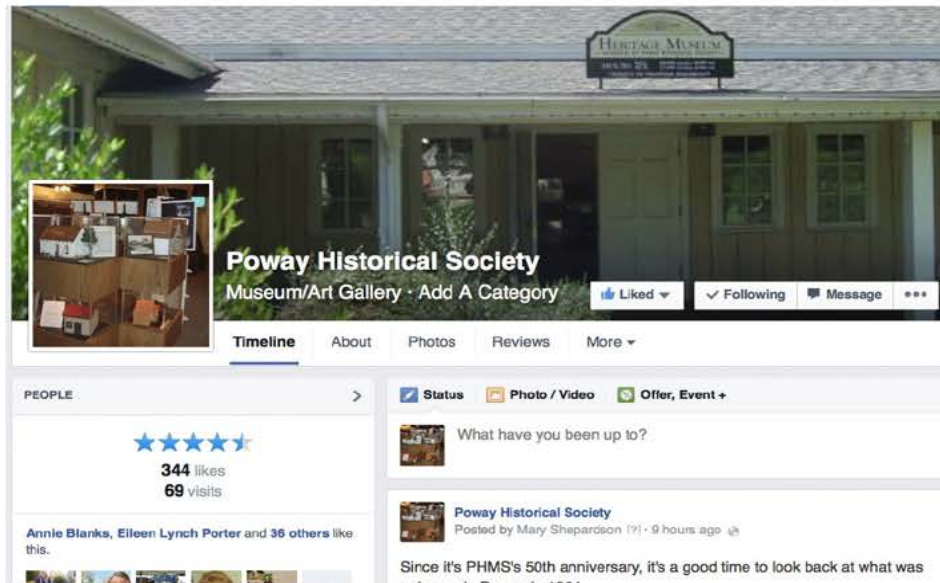 HERITAGE MUSEUM
Poway Historical Society
Museum/Art Gallery · Add A Category
Liked
Following
Message
Timeline
About
Photos
Reviews
More
PEOPLE
344 likes
69 visits
Annie Blanks, Eileen Lynch Porter and 36 others like
this.
Status
Photo / Video
Offer, Event +
What have you been up to?
Poway Historical Society
Posted by Mary Shepardson [?] · 9 hours ago
Since it's PHMS's 50th anniversary, it's a good time to look back at what was